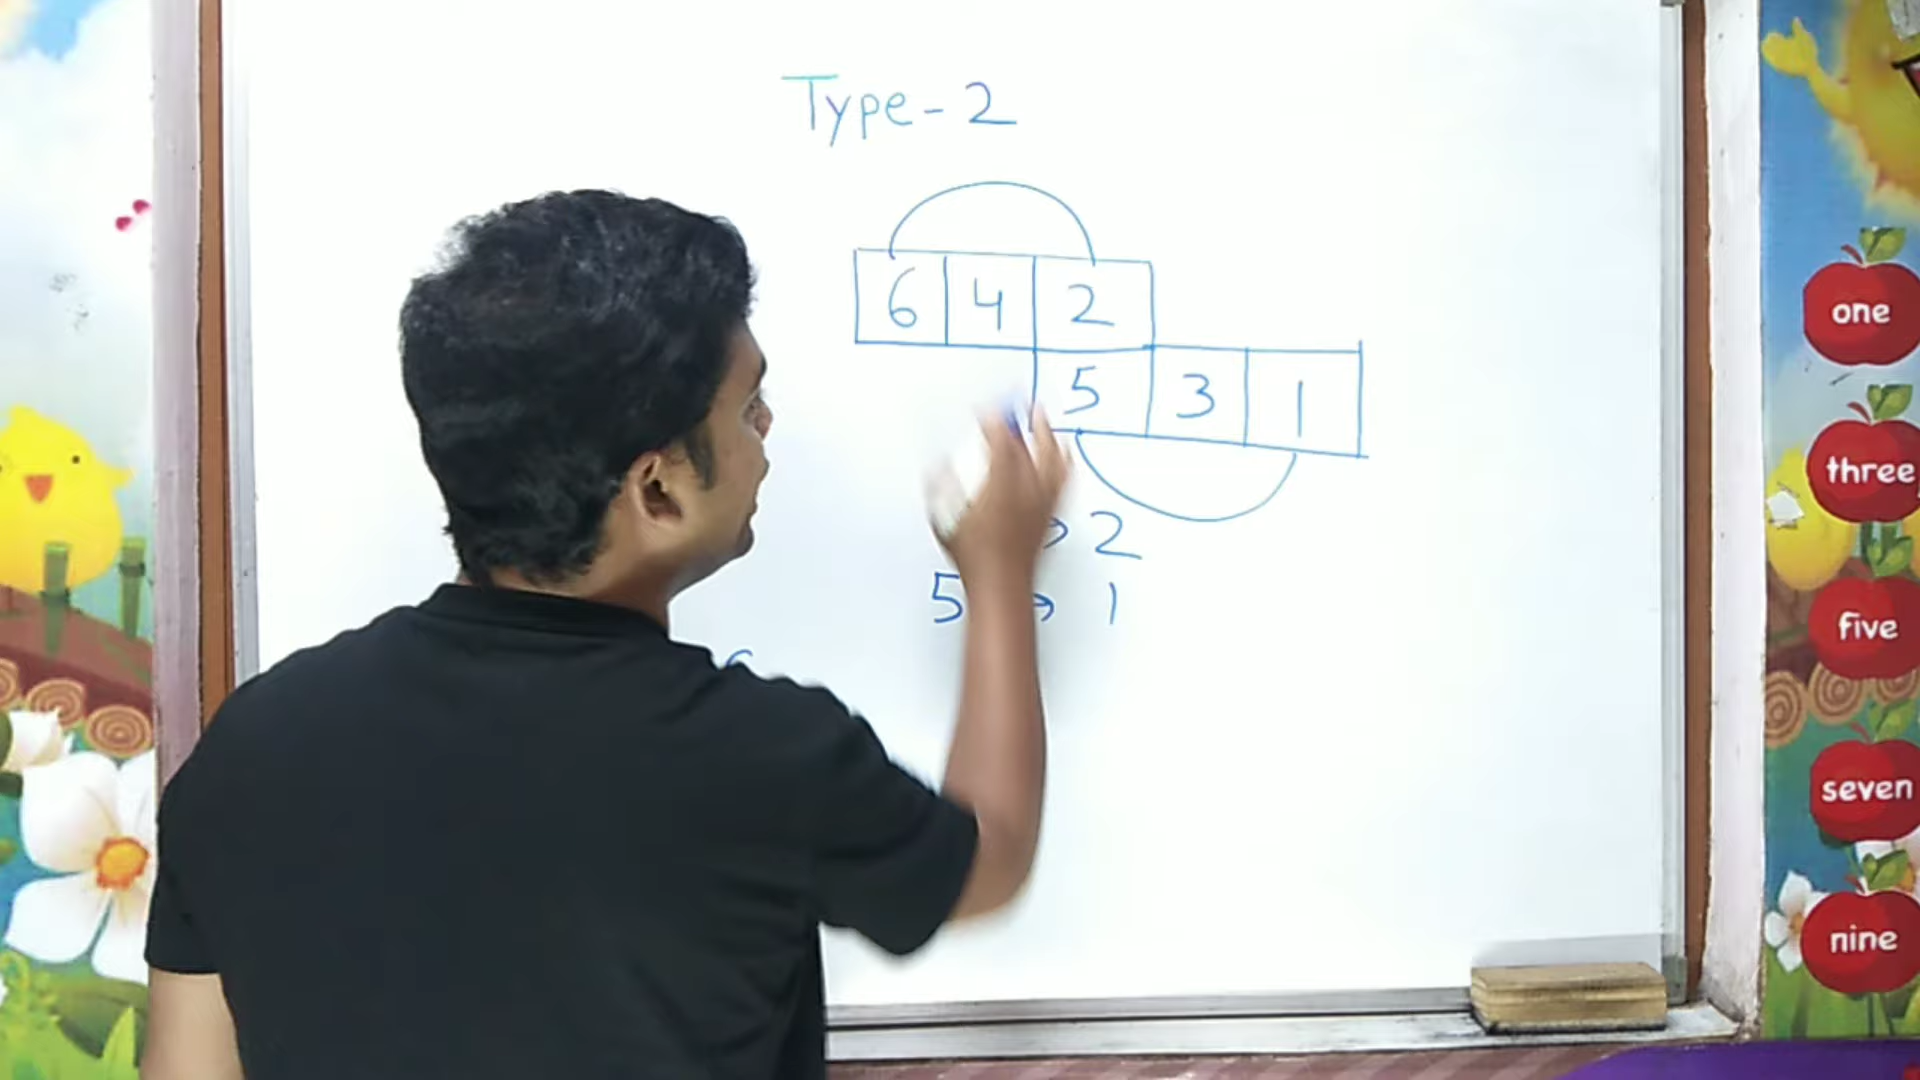 Type-2
6 4 2
5 3 1
→ 2
5 → 1
one
three
five
seven
nine